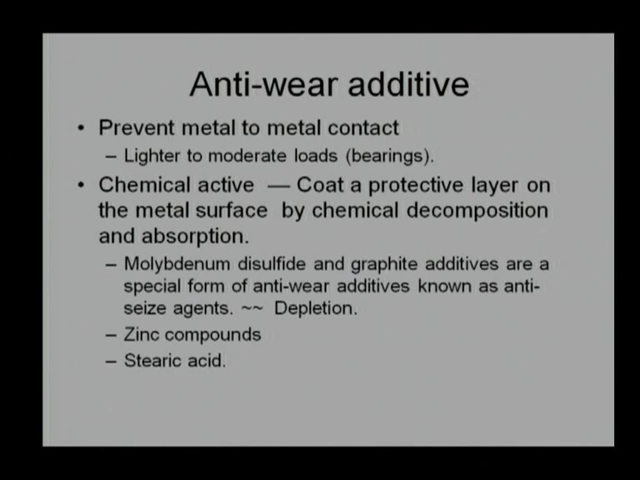 Anti-wear additive
• Prevent metal to metal contact
– Lighter to moderate loads (bearings).
• Chemical active — Coat a protective layer on
the metal surface by chemical decomposition
and absorption.
– Molybdenum disulfide and graphite additives are a
special form of anti-wear additives known as anti-
seize agents. ~~ Depletion.
– Zinc compounds
– Stearic acid.